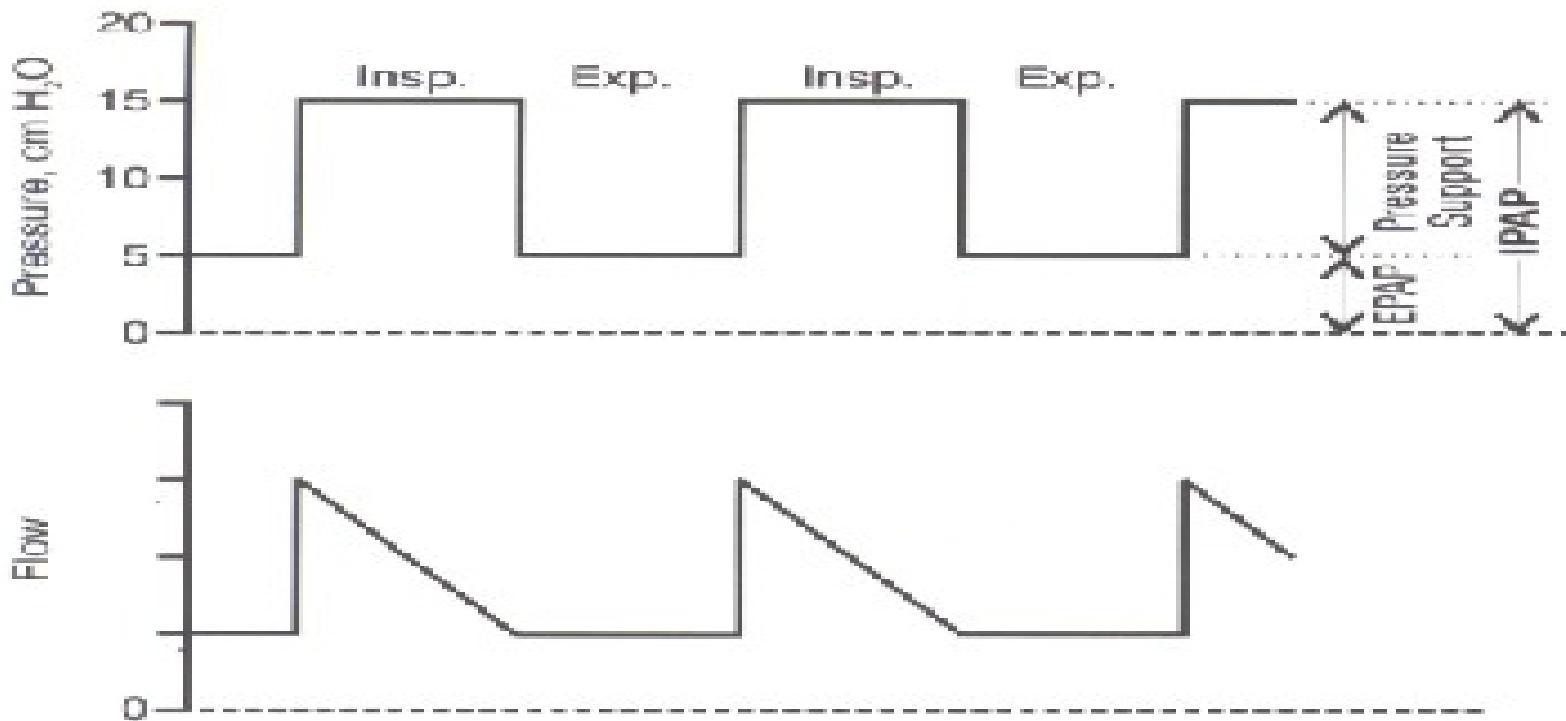 20
Insp. Exp. Insp. Exp.
15
10
5
0
Pressure, cm H₂O
Pressure
Support
EPAP
IPAP
Flow
0